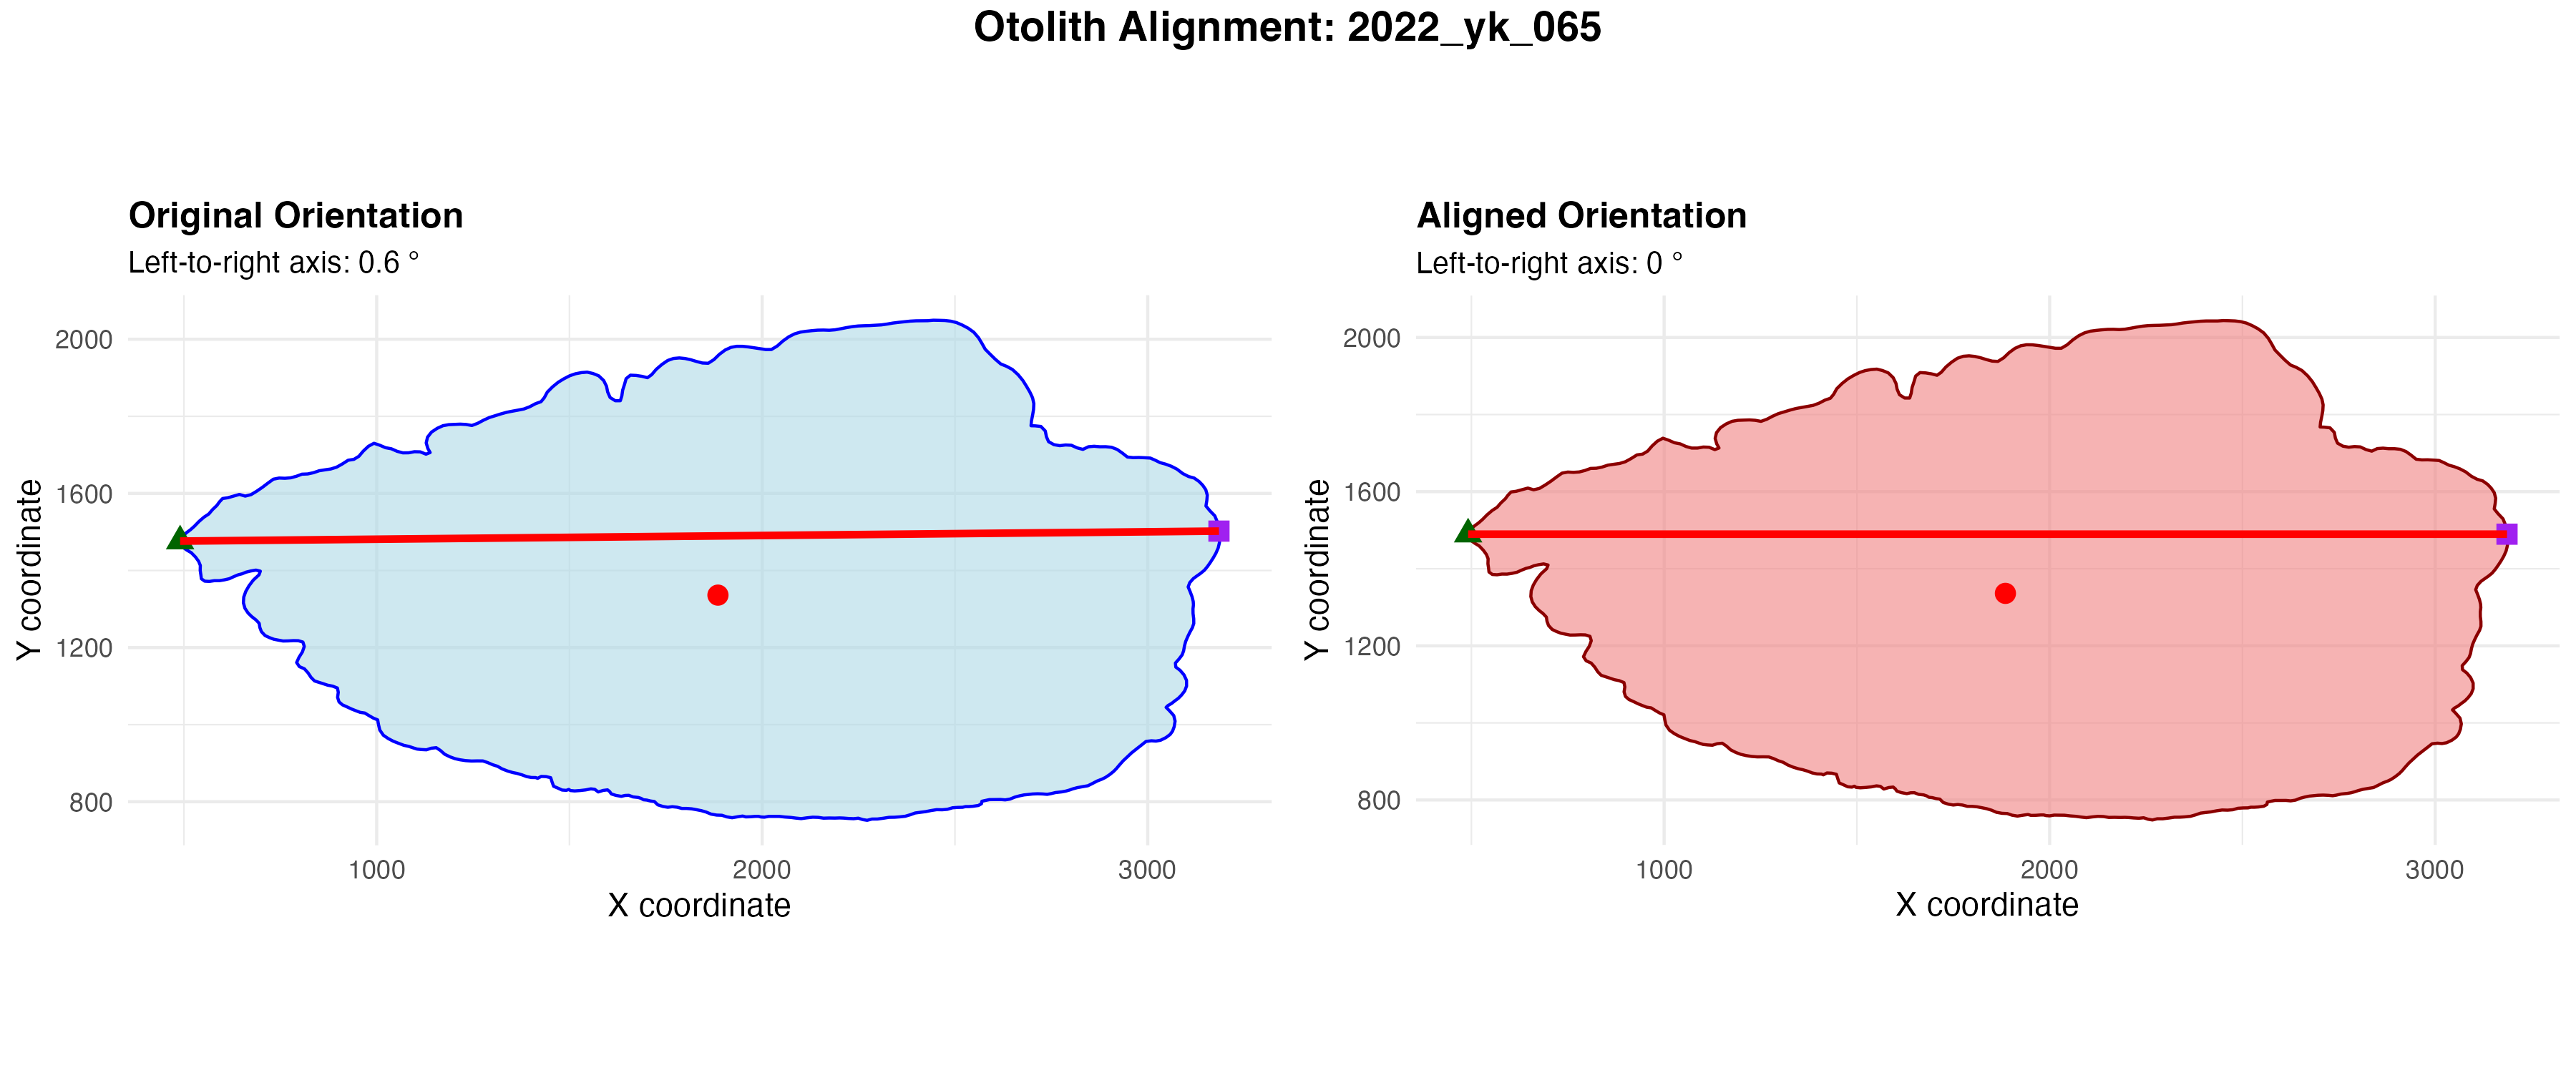 Otolith Alignment: 2022_yk_065
Original Orientation
Left-to-right axis: 0.6 °
2000
1600
1200
800
Y coordinate
1000
2000
3000
X coordinate
Aligned Orientation
Left-to-right axis: 0 °
2000
1600
1200
800
Y coordinate
1000
2000
3000
X coordinate